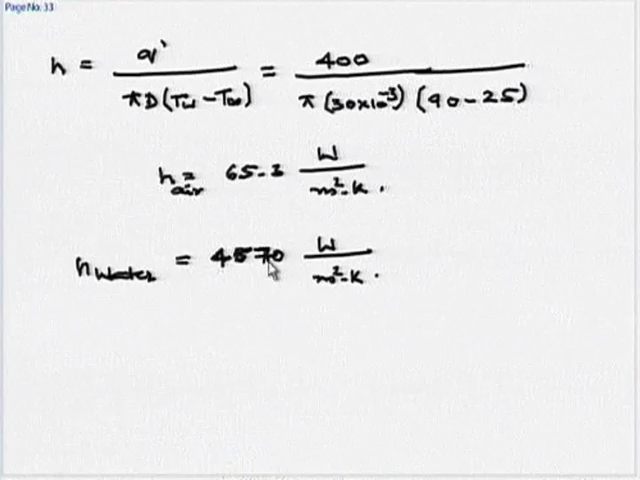 Page No: 33
h = q' / πD(Tw - T∞) = 400 / π(30×10⁻³)(90-25)
h air = 65.3 W/m²-K.
h water = 4570 W/m²-K.